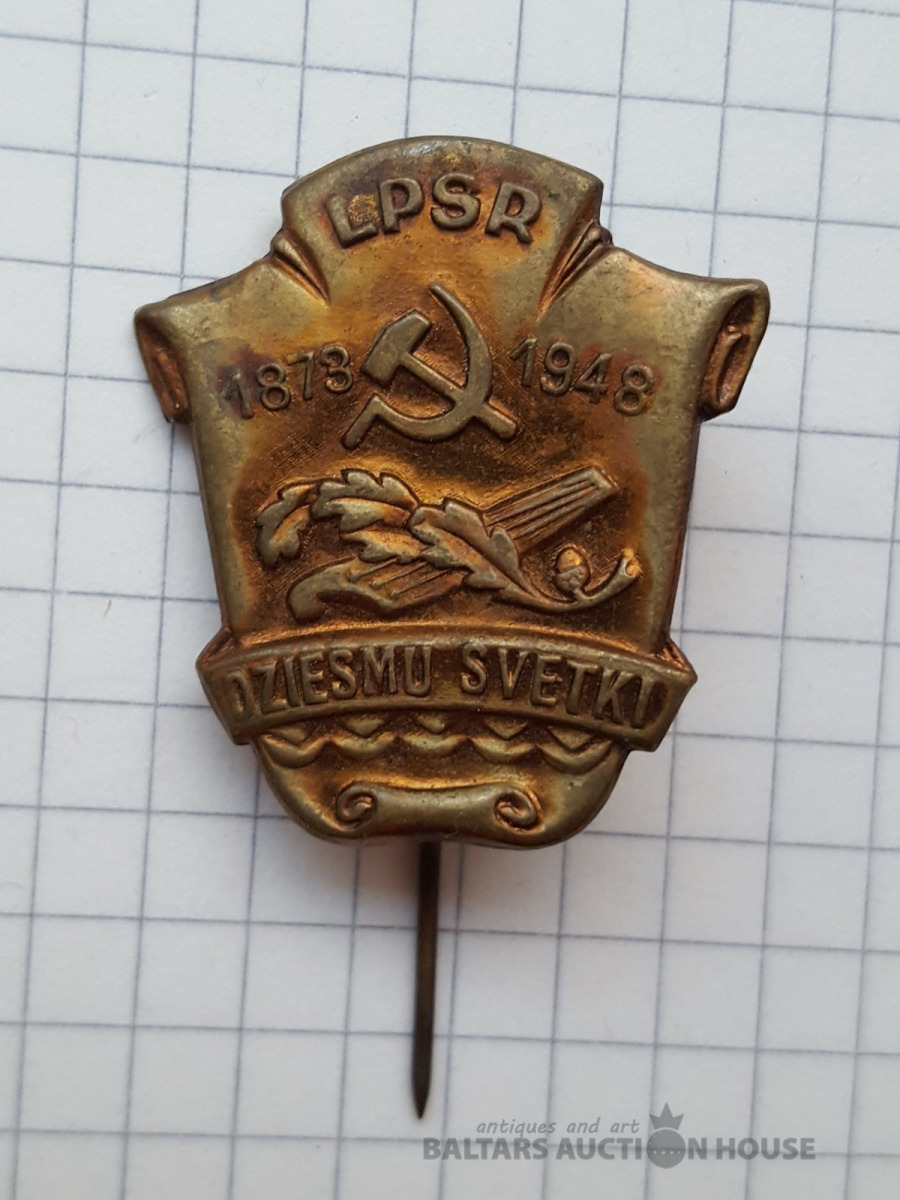 LPSR
1873 1948
DZIESMU SVETKI
antiques and art
BALTARS AUCTION HOUSE